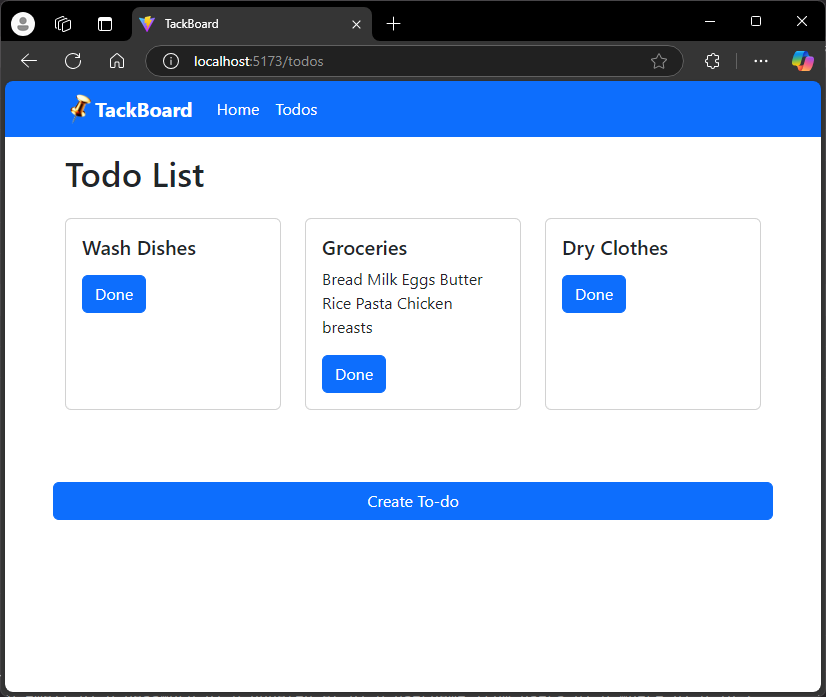 TackBoard
localhost:5173/todos
TackBoard Home Todos
Todo List
Wash Dishes
Done
Groceries
Bread Milk Eggs Butter
Rice Pasta Chicken
breasts
Done
Dry Clothes
Done
Create To-do